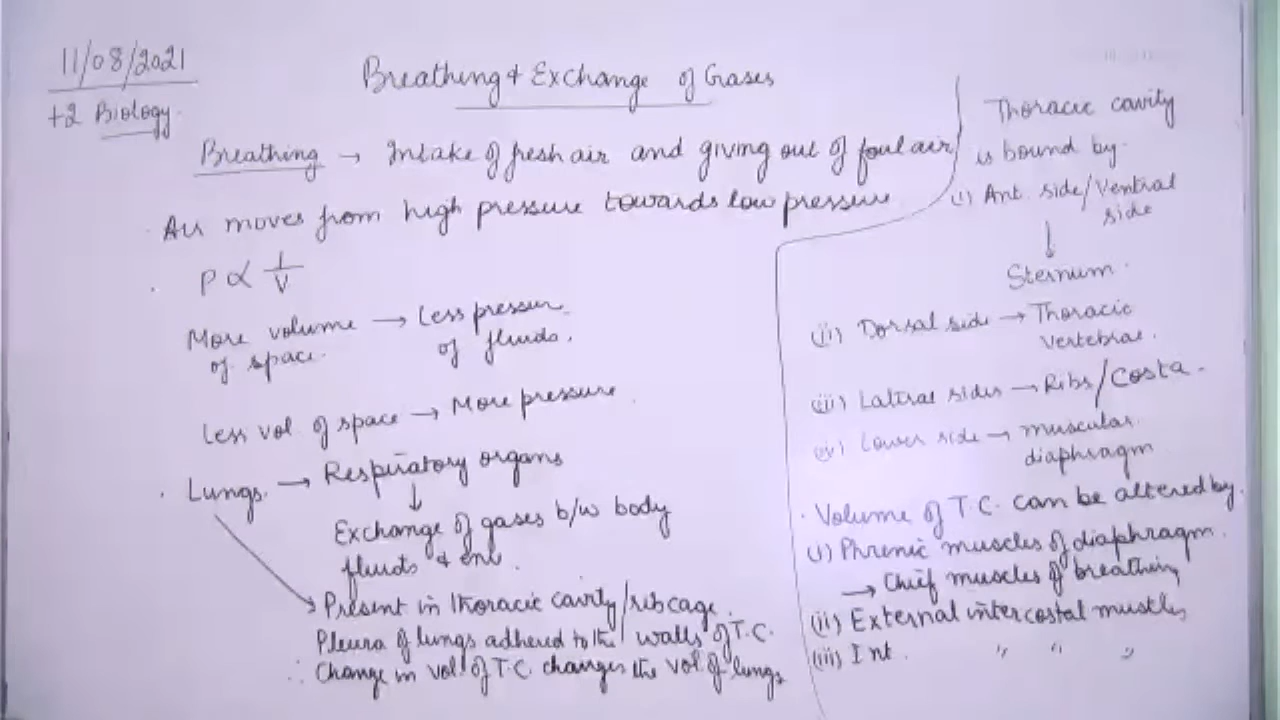 11/08/2021
+2 Biology
Breathing & Exchange of Gases
Breathing → Intake of fresh air and giving out of foul air
· Air moves from high pressure towards low pressure
· P ∝ 1/V
More volume → Less pressure
of space. of fluids.
Less vol. of space → More pressure
· Lungs. → Respiratory organs
↓
Exchange of gases b/w body
fluids & env.
→ Present in thoracic cavity/rib cage.
Pleura of lungs adhered to the walls of T.C.
∴ Change in vol. of T.C. changes the vol. of lungs
Thoracic cavity
is bound by
(i) Ant. side/Ventral
side
↓
Sternum
(ii) Dorsal side → Thoracic
vertebrae.
(iii) Lateral sides → Ribs/Costa.
(iv) Lower side → muscular
diaphragm
· Volume of T.C. can be altered by.
(i) Phrenic muscles of diaphragm.
→ Chief muscles of breathing
(ii) External intercostal muscles
(iii) Int. " " "